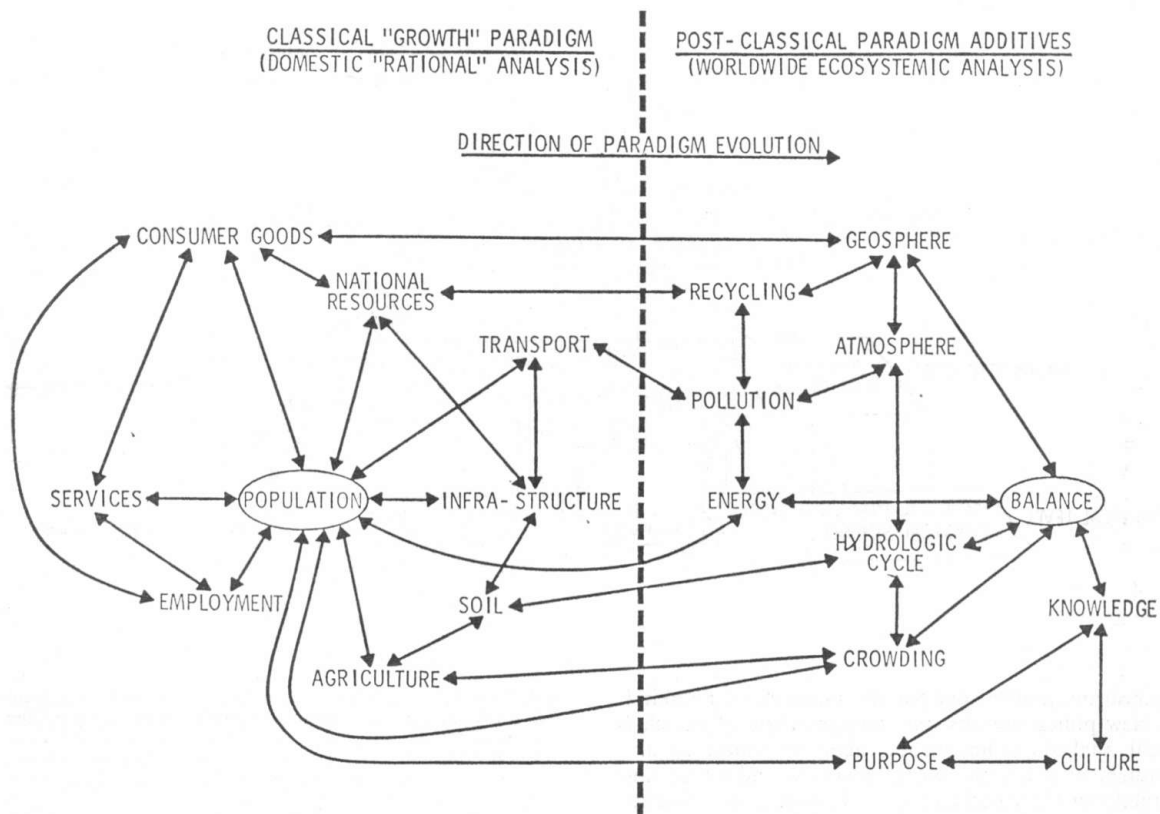 CLASSICAL "GROWTH" PARADIGM
(DOMESTIC "RATIONAL" ANALYSIS)
POST-CLASSICAL PARADIGM ADDITIVES
(WORLDWIDE ECOSYSTEMIC ANALYSIS)
DIRECTION OF PARADIGM EVOLUTION
CONSUMER GOODS
GEOSPHERE
NATIONAL
RESOURCES
RECYCLING
TRANSPORT
ATMOSPHERE
POLLUTION
SERVICES
POPULATION
INFRA-STRUCTURE
ENERGY
BALANCE
HYDROLOGIC
CYCLE
EMPLOYMENT
SOIL
KNOWLEDGE
AGRICULTURE
CROWDING
PURPOSE
CULTURE